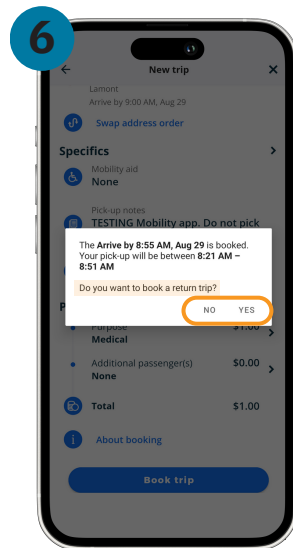 6
New trip
Lamont
Arrive by 9:00 AM, Aug 29
Swap address order
Specifics
Mobility aid
None
Pick-up notes
TESTING Mobility app. Do not pick
The Arrive by 8:55 AM, Aug 29 is booked.
Your pick-up will be between 8:21 AM –
8:51 AM
Do you want to book a return trip?
NO YES
P
Purpose $1.00
Medical
Additional passenger(s) $0.00
None
Total $1.00
i About booking
Book trip